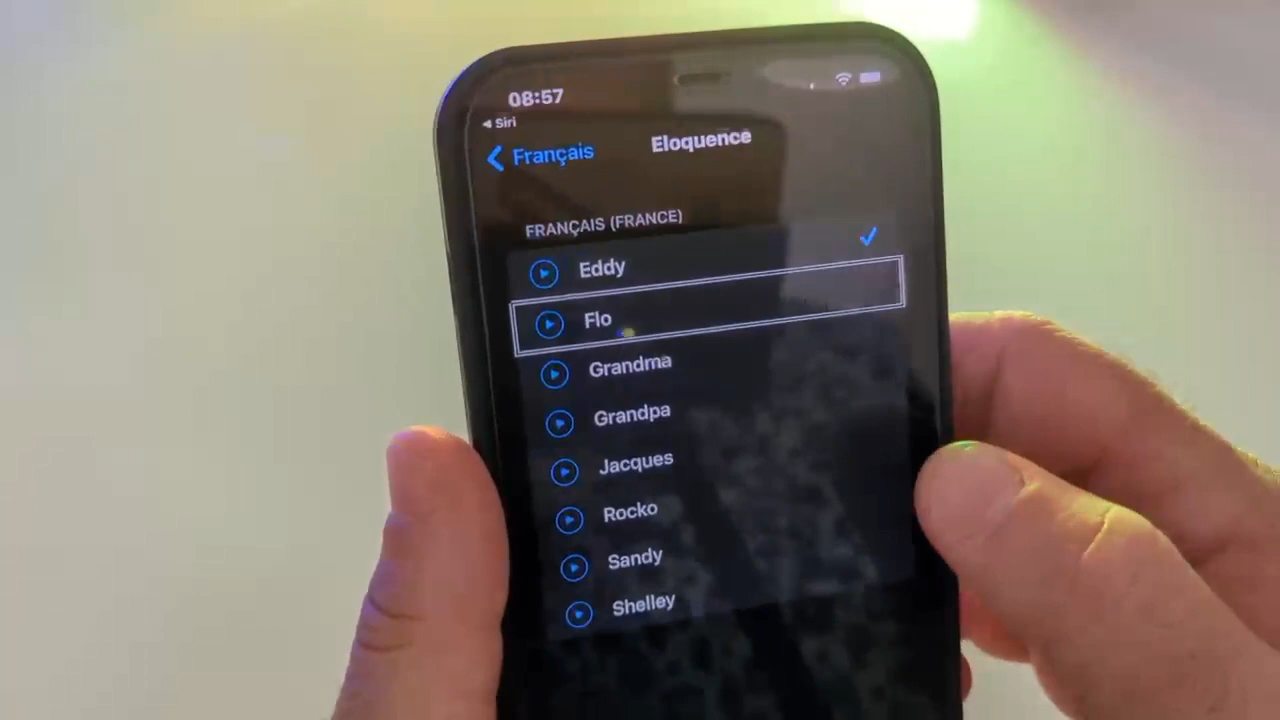 08:57
Siri
Français
Eloquence
FRANÇAIS (FRANCE)
Eddy
Flo
Grandma
Grandpa
Jacques
Rocko
Sandy
Shelley